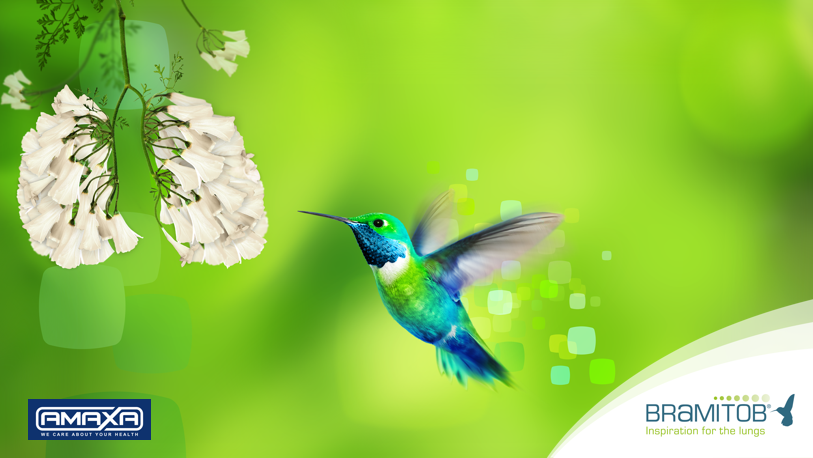 AMAXA
WE CARE ABOUT YOUR HEALTH
BRAMITOB®
Inspiration for the lungs